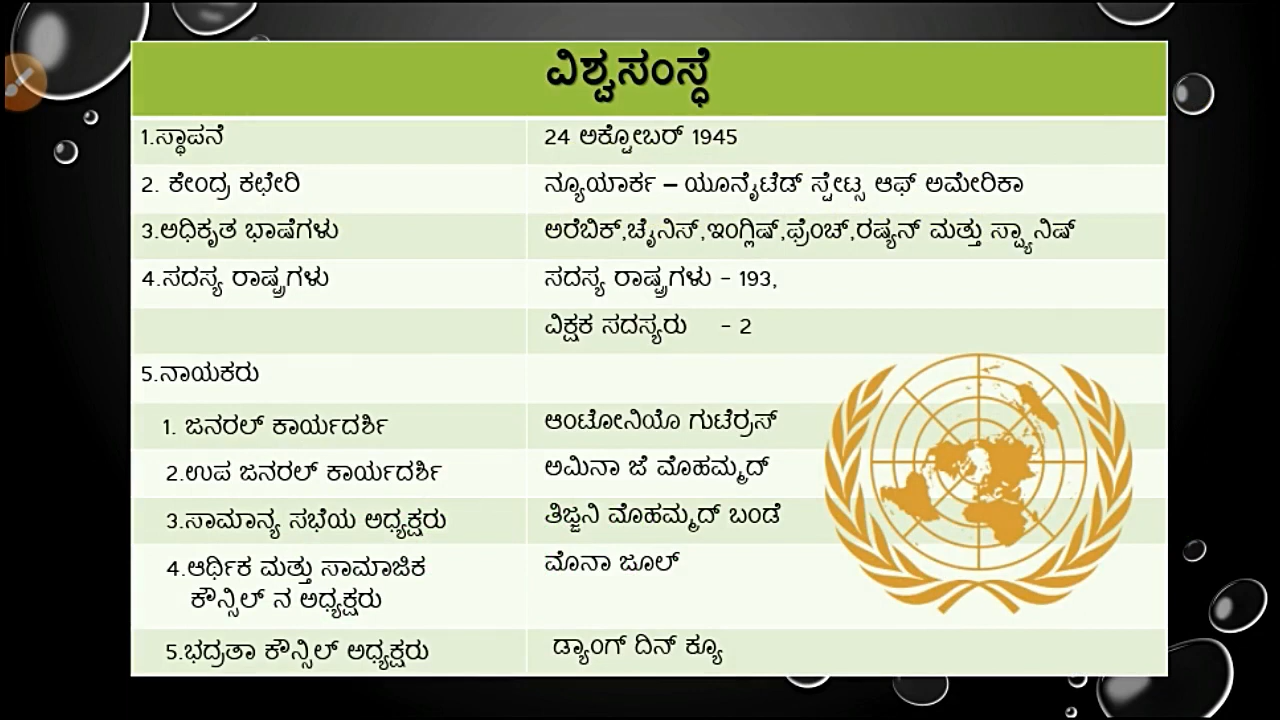 ವಿಶ್ವಸಂಸ್ಥೆ
1.ಸ್ಥಾಪನೆ 24 ಅಕ್ಟೋಬರ್ 1945
2. ಕೇಂದ್ರ ಕಛೇರಿ ನ್ಯೂಯಾರ್ಕ – ಯೂನೈಟೆಡ್ ಸ್ಟೇಟ್ಸ ಆಫ್ ಅಮೇರಿಕಾ
3.ಅಧಿಕೃತ ಭಾಷೆಗಳು ಅರೆಬಿಕ್,ಚೈನಿಸ್,ಇಂಗ್ಲಿಷ್,ಫ್ರೆಂಚ್,ರಷ್ಯನ್ ಮತ್ತು ಸ್ಪ್ಯಾನಿಷ್
4.ಸದಸ್ಯ ರಾಷ್ಟ್ರಗಳು ಸದಸ್ಯ ರಾಷ್ಟ್ರಗಳು - 193,
ವಿಕ್ಷಕ ಸದಸ್ಯರು - 2
5.ನಾಯಕರು
1. ಜನರಲ್ ಕಾರ್ಯದರ್ಶಿ ಆಂಟೋನಿಯೊ ಗುಟೆರ್ರಸ್
2.ಉಪ ಜನರಲ್ ಕಾರ್ಯದರ್ಶಿ ಅಮಿನಾ ಜೆ ಮೊಹಮ್ಮದ್
3.ಸಾಮಾನ್ಯ ಸಭೆಯ ಅಧ್ಯಕ್ಷರು ತಿಜ್ಜನಿ ಮೊಹಮ್ಮದ್ ಬಂಡೆ
4.ಆರ್ಥಿಕ ಮತ್ತು ಸಾಮಾಜಿಕ ಮೊನಾ ಜೂಲ್
ಕೌನ್ಸಿಲ್ ನ ಅಧ್ಯಕ್ಷರು
5.ಭದ್ರತಾ ಕೌನ್ಸಿಲ್ ಅಧ್ಯಕ್ಷರು ಡ್ಯಾಂಗ್ ದಿನ್ ಕ್ಯೂ